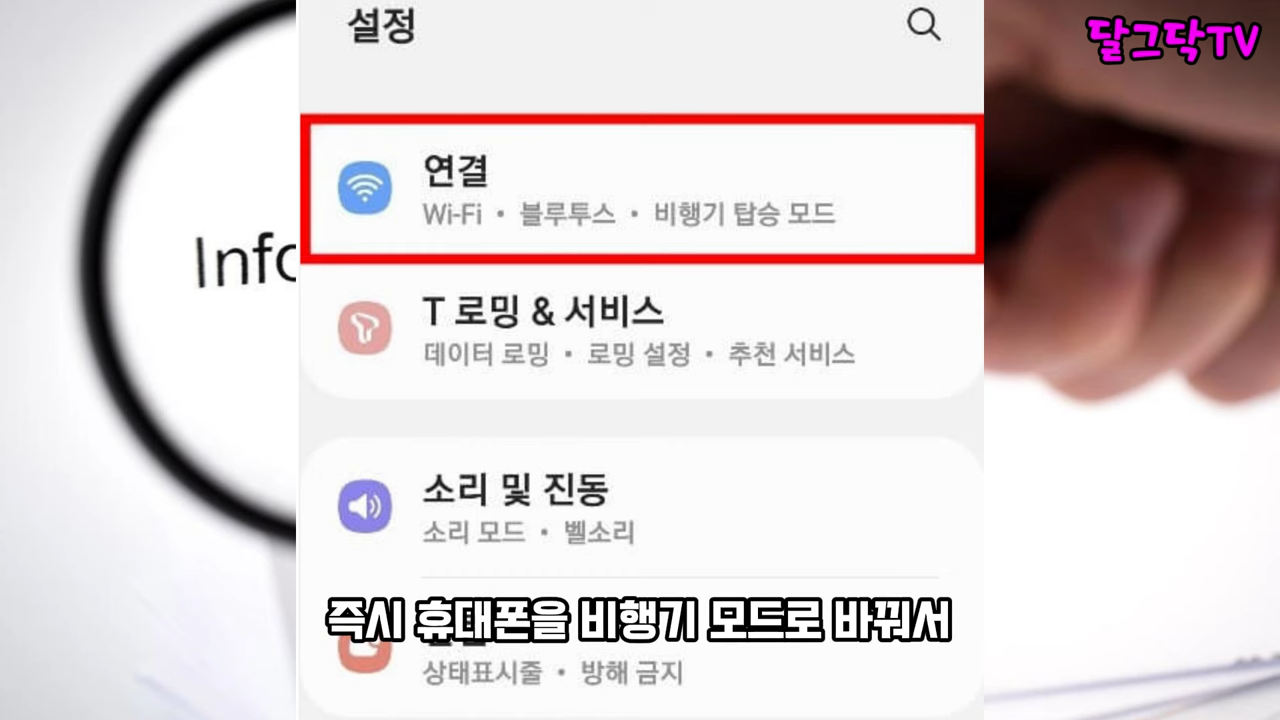 설정
달그닥TV
Info
연결
Wi-Fi • 블루투스 • 비행기 탑승 모드
T 로밍 & 서비스
데이터 로밍 • 로밍 설정 • 추천 서비스
소리 및 진동
소리 모드 • 벨소리
즉시 휴대폰을 비행기 모드로 바꿔서
상태표시줄 • 방해 금지